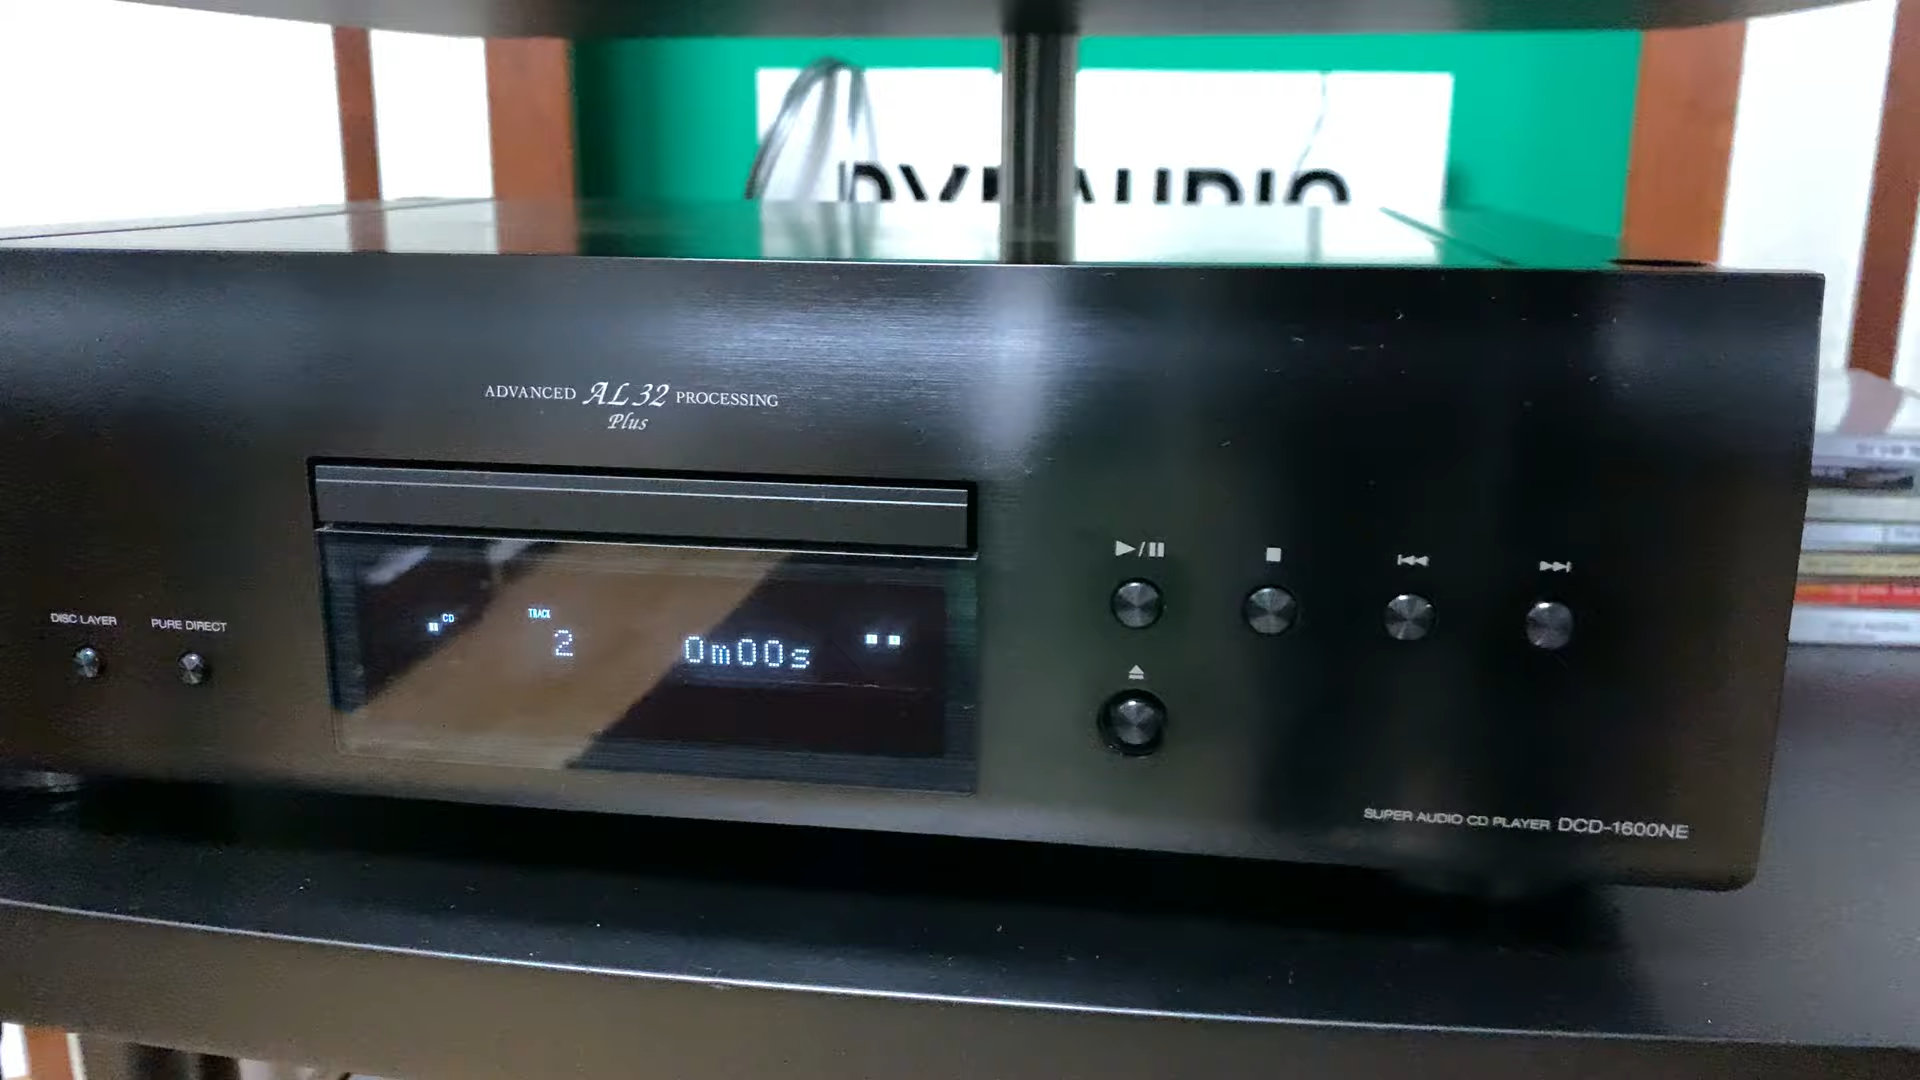 DYNAUDIO
ADVANCED AL 32 PROCESSING
Plus
DISC LAYER
PURE DIRECT
CD
TRACK
2
0m00s
SUPER AUDIO CD PLAYER DCD-1600NE